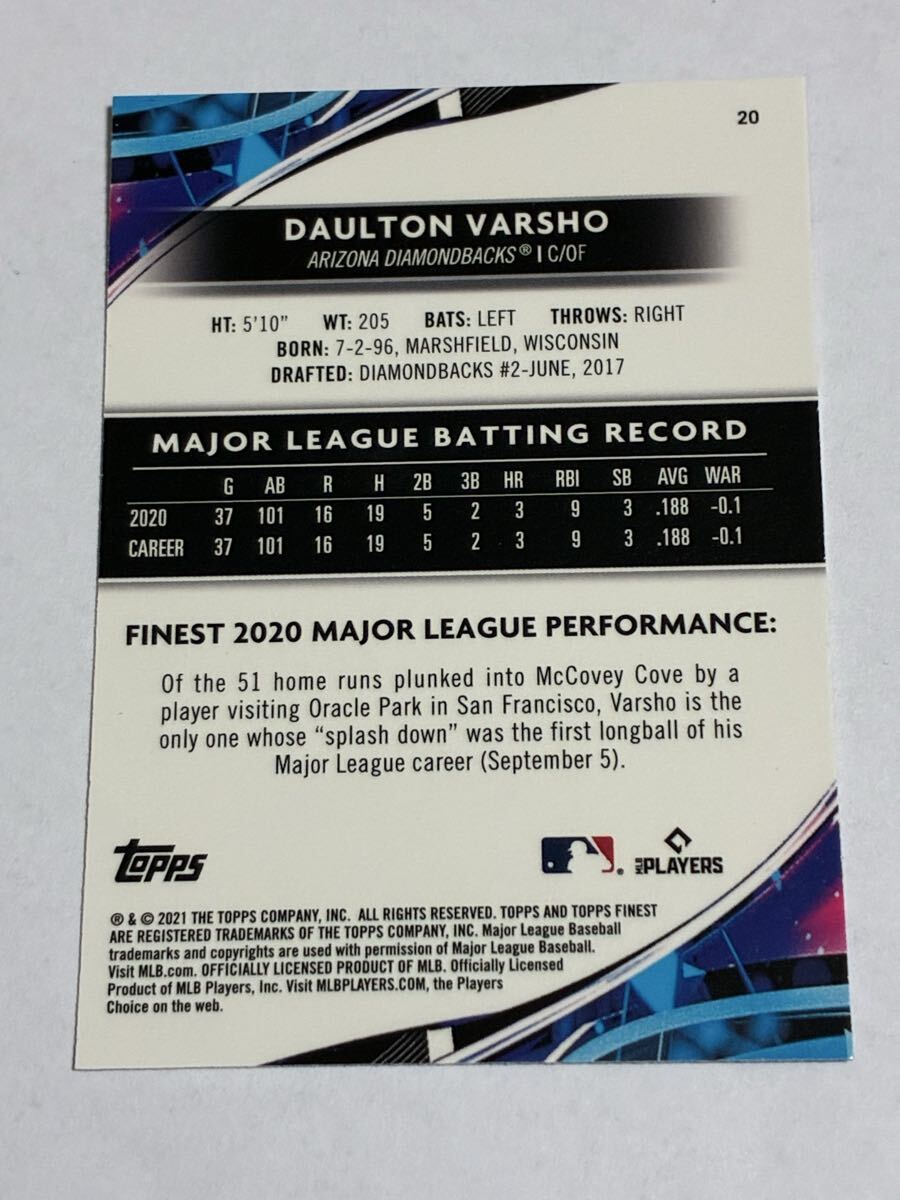 20
DAULTON VARSHO
ARIZONA DIAMONDBACKS® | C/OF
HT: 5'10" WT: 205 BATS: LEFT THROWS: RIGHT
BORN: 7-2-96, MARSHFIELD, WISCONSIN
DRAFTED: DIAMONDBACKS #2-JUNE, 2017
MAJOR LEAGUE BATTING RECORD
G AB R H 2B 3B HR RBI SB AVG WAR
2020 37 101 16 19 5 2 3 9 3 .188 -0.1
CAREER 37 101 16 19 5 2 3 9 3 .188 -0.1
FINEST 2020 MAJOR LEAGUE PERFORMANCE:
Of the 51 home runs plunked into McCovey Cove by a
player visiting Oracle Park in San Francisco, Varsho is the
only one whose “splash down” was the first longball of his
Major League career (September 5).
topps
MLB PLAYERS
® & © 2021 THE TOPPS COMPANY, INC. ALL RIGHTS RESERVED. TOPPS AND TOPPS FINEST
ARE REGISTERED TRADEMARKS OF THE TOPPS COMPANY, INC. Major League Baseball
trademarks and copyrights are used with permission of Major League Baseball.
Visit MLB.com. OFFICIALLY LICENSED PRODUCT OF MLB. Officially Licensed
Product of MLB Players, Inc. Visit MLBPLAYERS.COM, the Players
Choice on the web.